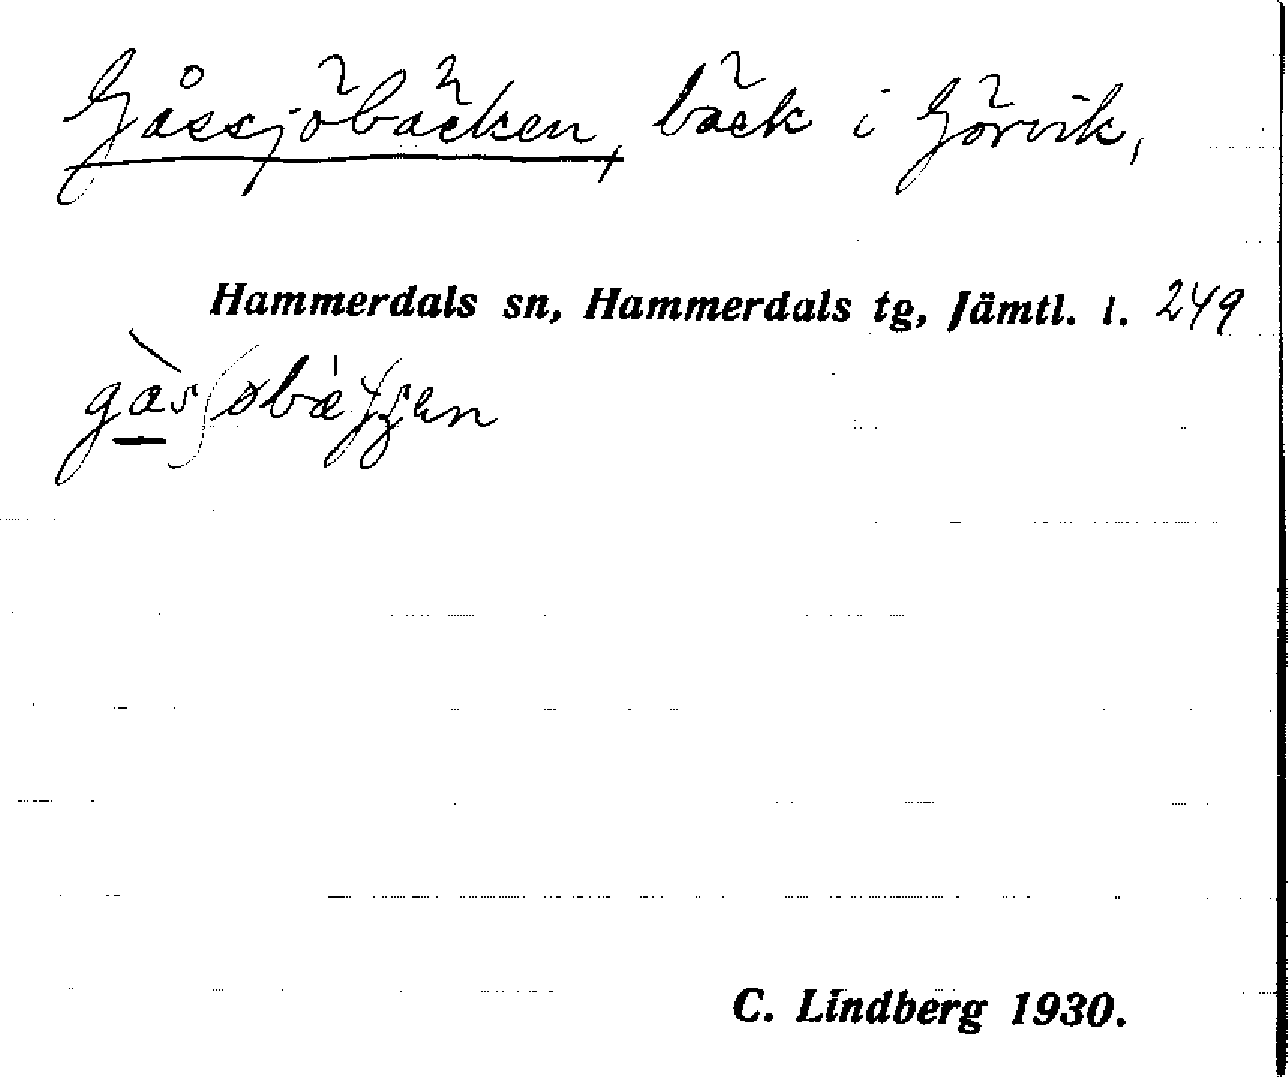 Gåssjöbäcken, bäck i Görvik,
Hammerdals sn, Hammerdals tg, Jämtl. l. 249
C. Lindberg 1930.